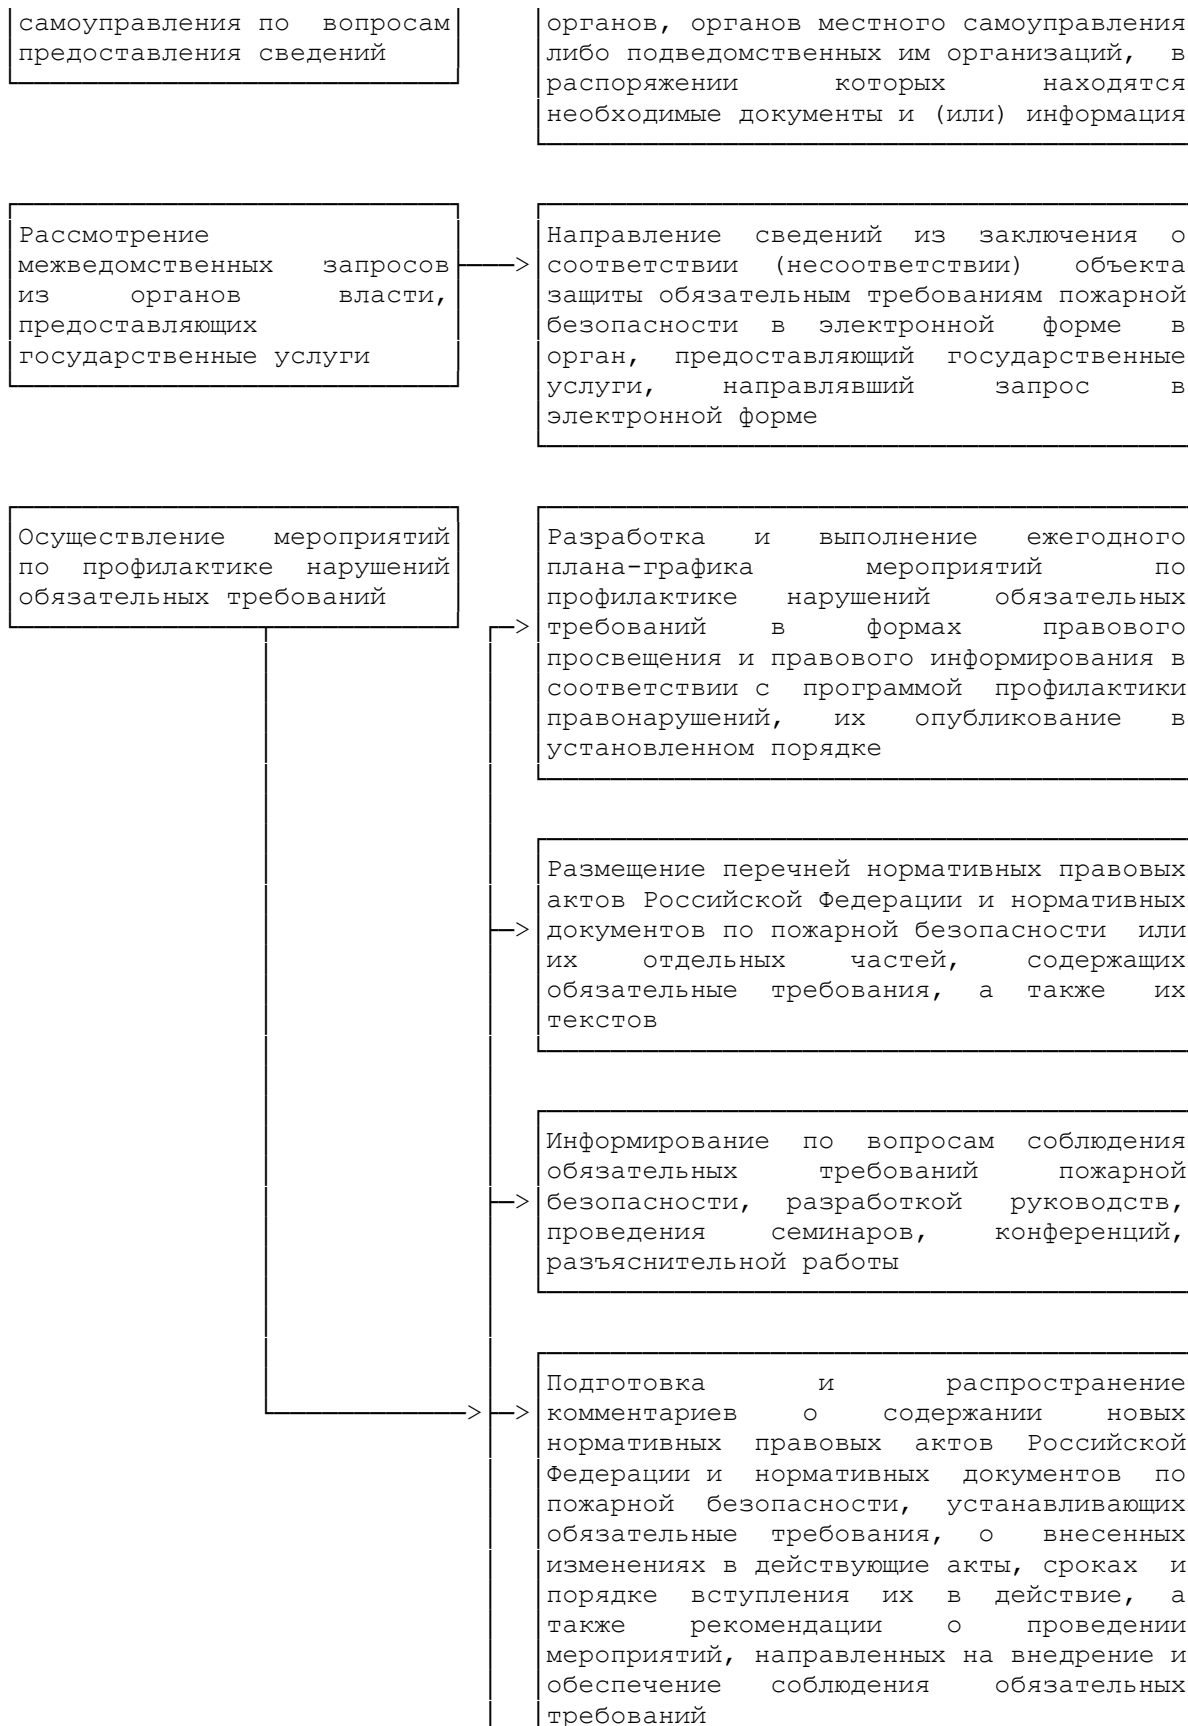 самоуправления по вопросам
предоставления сведений
органов, органов местного самоуправления
либо подведомственных им организаций, в
распоряжении которых находятся
необходимые документы и (или) информация
Рассмотрение
межведомственных запросов
из органов власти,
предоставляющих
государственные услуги
Направление сведений из заключения о
соответствии (несоответствии) объекта
защиты обязательным требованиям пожарной
безопасности в электронной форме в
орган, предоставляющий государственные
услуги, направлявший запрос в
электронной форме
Осуществление мероприятий
по профилактике нарушений
обязательных требований
Разработка и выполнение ежегодного
плана-графика мероприятий по
профилактике нарушений обязательных
требований в формах правового
просвещения и правового информирования в
соответствии с программой профилактики
правонарушений, их опубликование в
установленном порядке
Размещение перечней нормативных правовых
актов Российской Федерации и нормативных
документов по пожарной безопасности или
их отдельных частей, содержащих
обязательные требования, а также их
текстов
Информирование по вопросам соблюдения
обязательных требований пожарной
безопасности, разработкой руководств,
проведения семинаров, конференций,
разъяснительной работы
Подготовка и распространение
комментариев о содержании новых
нормативных правовых актов Российской
Федерации и нормативных документов по
пожарной безопасности, устанавливающих
обязательные требования, о внесенных
изменениях в действующие акты, сроках и
порядке вступления их в действие, а
также рекомендации о проведении
мероприятий, направленных на внедрение и
обеспечение соблюдения обязательных
требований